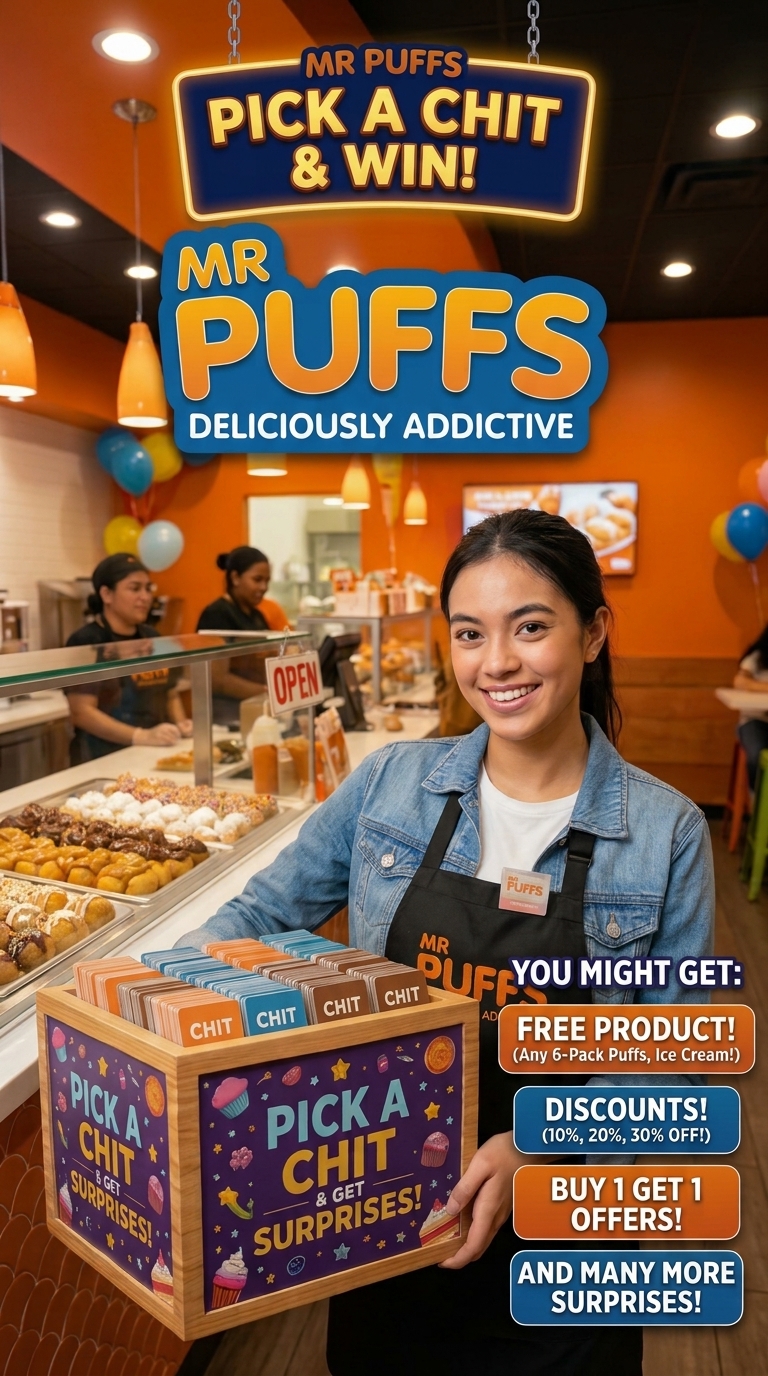 MR PUFFS
PICK A CHIT
& WIN!
MR
PUFFS
DELICIOUSLY ADDICTIVE
OPEN
MR
PUFFS
MR
PUFFS
CHIT
CHIT
CHIT
CHIT
PICK A
CHIT
& GET
SURPRISES!
PICK A
CHIT
& GET
SURPRISES!
YOU MIGHT GET:
FREE PRODUCT!
(Any 6-Pack Puffs, Ice Cream!)
DISCOUNTS!
(10%, 20%, 30% OFF!)
BUY 1 GET 1
OFFERS!
AND MANY MORE
SURPRISES!